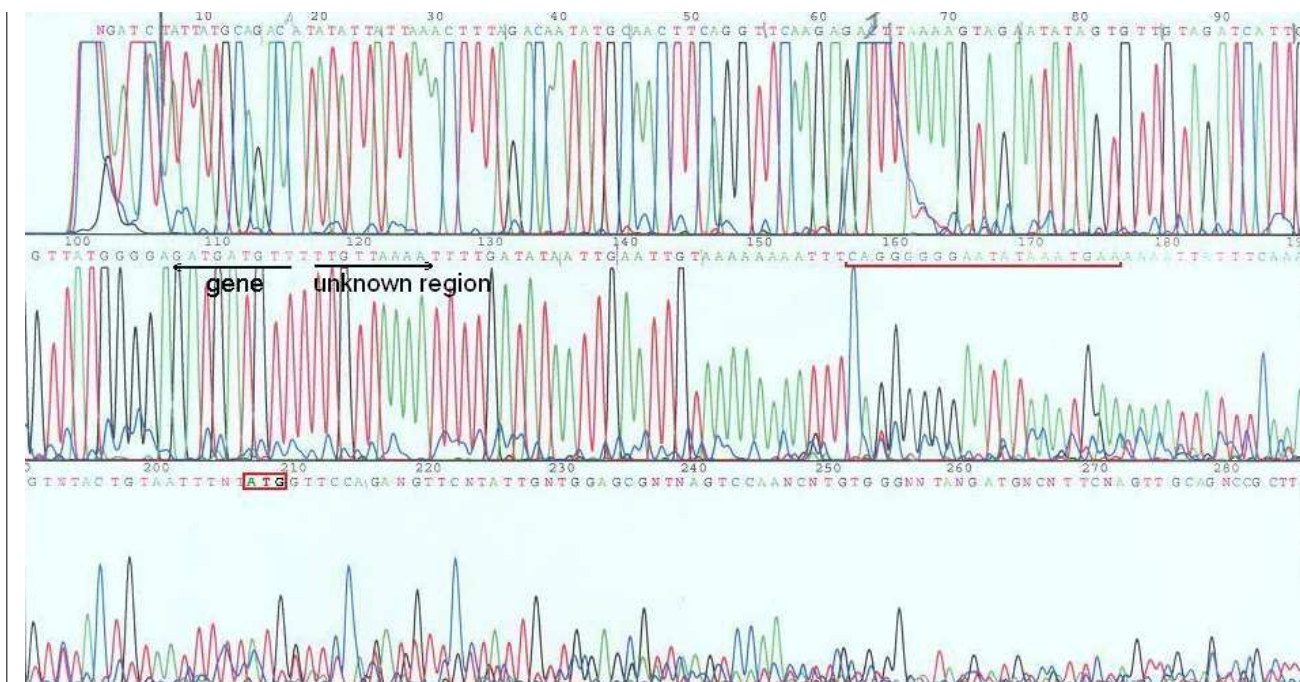 10 20 30 40 50 60 70 80 90
NGATCTATTATGCAGACATATATTATTAAACTTTAGACAATATGCAACTTCAGGTTCAAGAGACTTAAAAGTAGAATATAGTGTTGTAGATCATTG
100 110 120 130 140 150 160 170 180
GTTATGGGGAGATGATGTTTTTGTTAAAATTTTGATATAATTGAATTGTAAAAAAAAATTTCAGGGGGGAATATAAATGAAAAAATTATTTCAAA
gene unknown region
200 210 220 230 240 250 260 270 280
GTNTACTGTAATTTNTATGGTTCCAGANGTTCNTATTGNTGGAGCGNTNAGTCCAANCNTGTGGGNNTANGATGNCNTTCNAGTTGCAGNCCGCTT